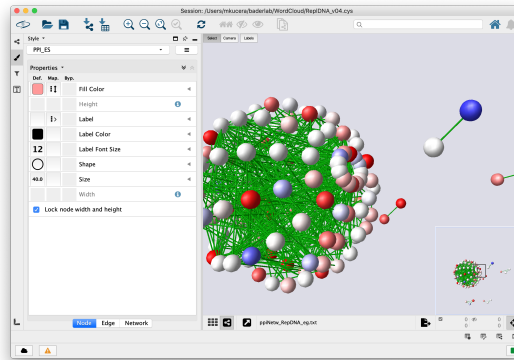 Session: /Users/mkucera/baderlab/WordCloud/ReplDNA_v04.cys
Style
PPI_ES
Properties
Def. Map. Byp.
Fill Color
Height
Label
Label Color
12 Label Font Size
Shape
40.0 Size
Width
Lock node width and height
Node Edge Network
Select Camera Labels
ppiNetw_RepDNA_eg.txt
0 0
0 0